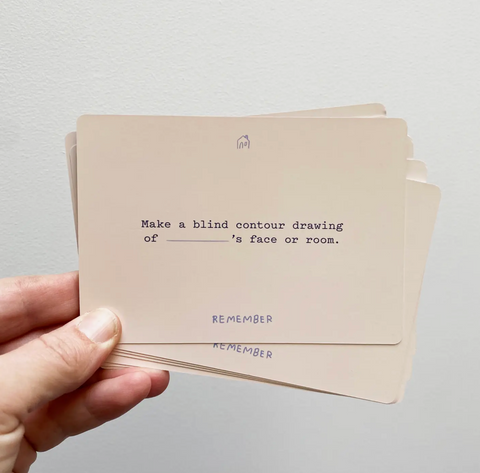 Make a blind contour drawing
of ________'s face or room.
REMEMBER
REMEMBER